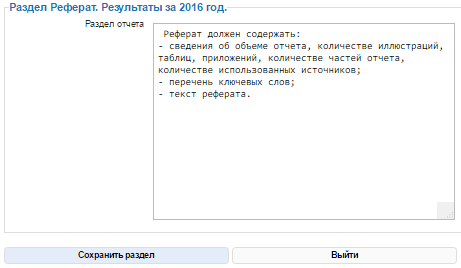 Раздел Реферат. Результаты за 2016 год.
Раздел отчета
Реферат должен содержать:
- сведения об объеме отчета, количестве иллюстраций,
таблиц, приложений, количестве частей отчета,
количестве использованных источников;
- перечень ключевых слов;
- текст реферата.
Сохранить раздел
Выйти